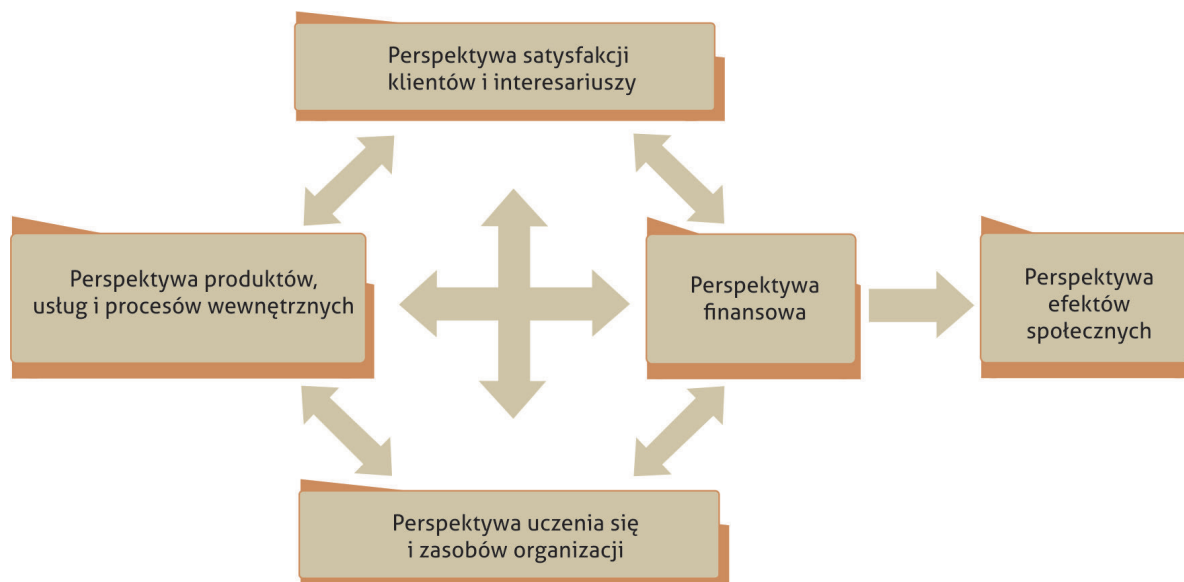 Perspektywa satysfakcji
klientów i interesariuszy
Perspektywa produktów,
usług i procesów wewnętrznych
Perspektywa
finansowa
Perspektywa
efektów
społecznych
Perspektywa uczenia się
i zasobów organizacji